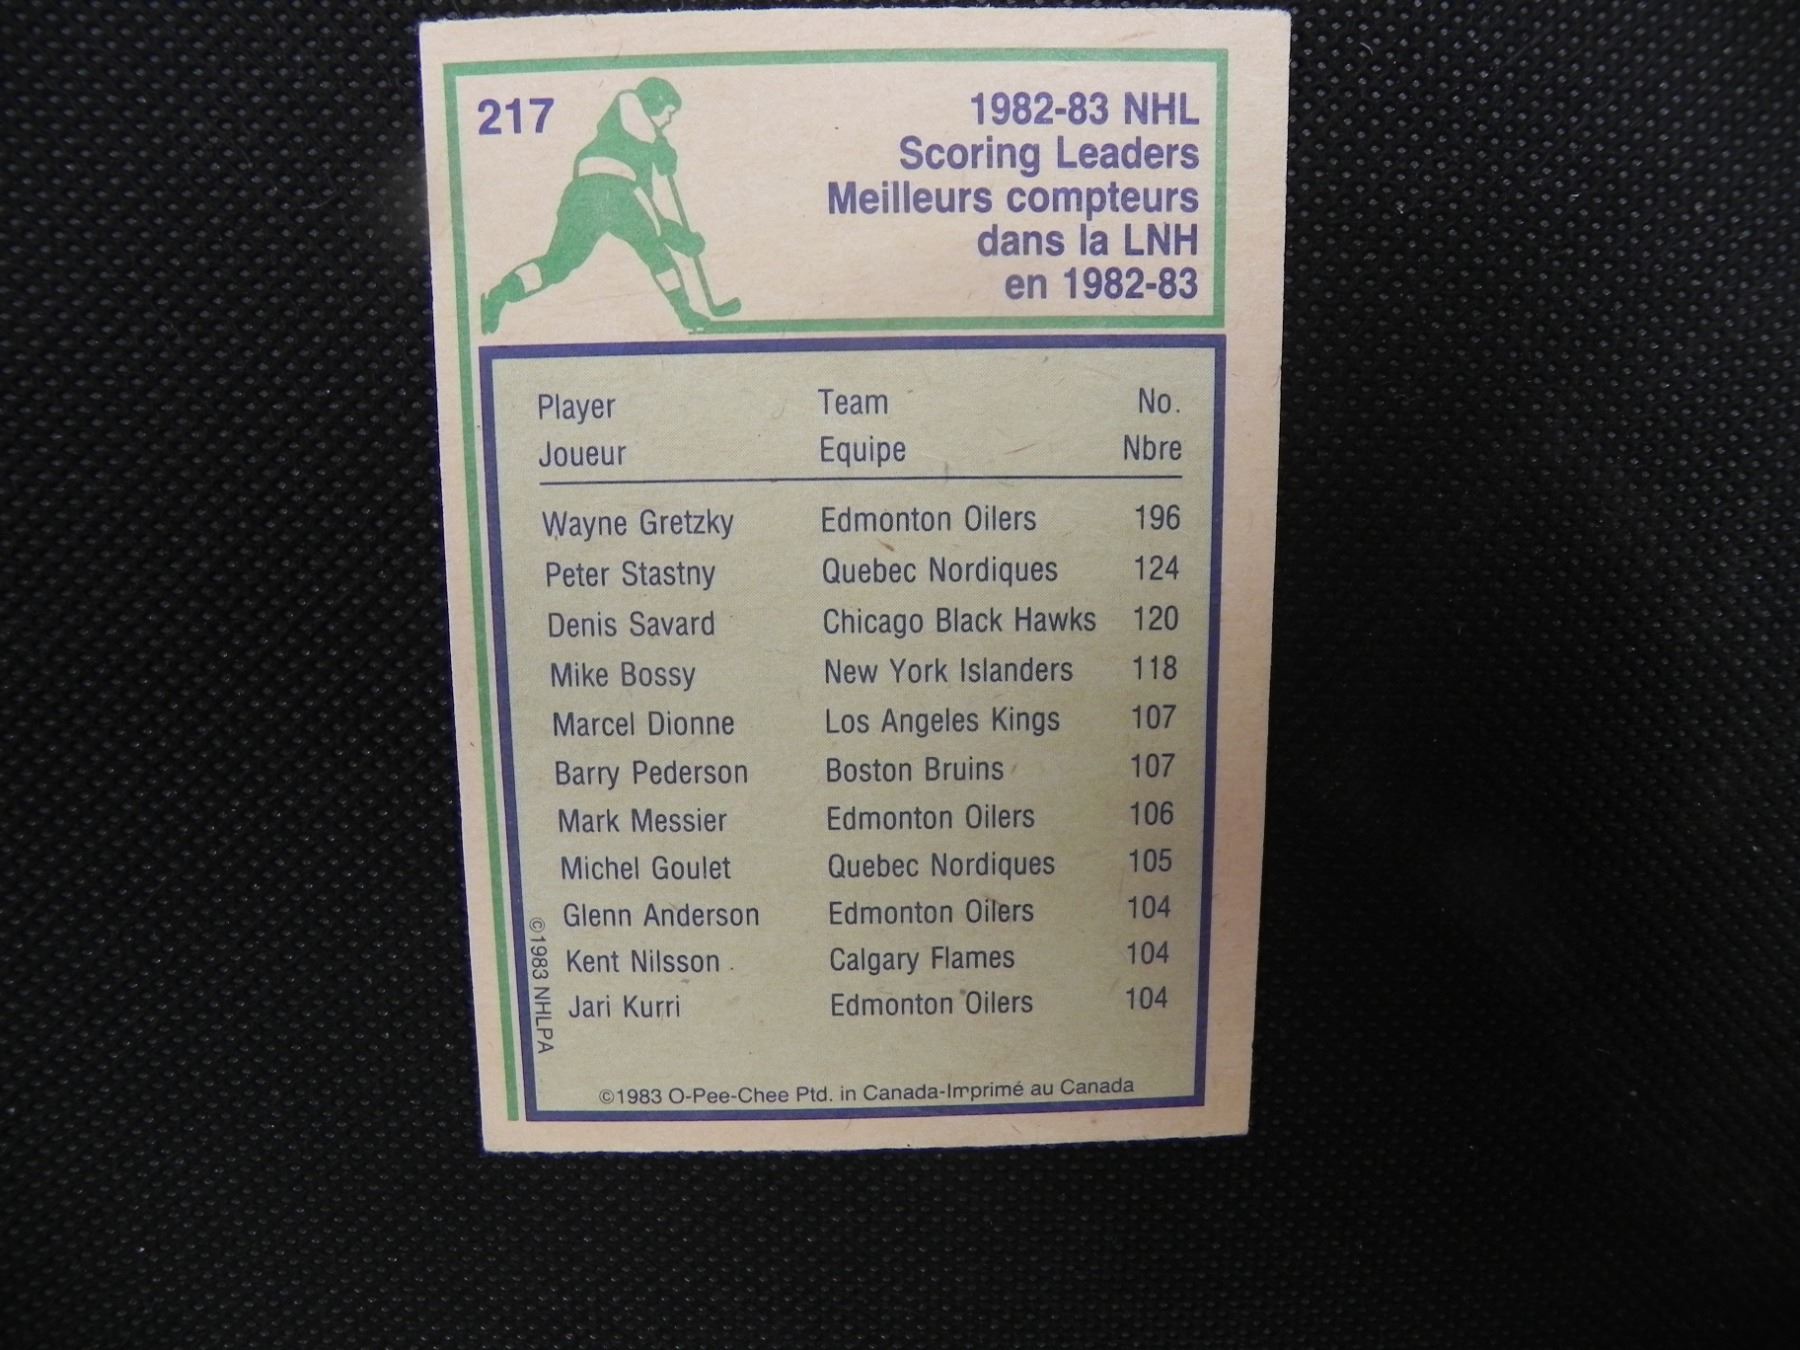 217
1982-83 NHL
Scoring Leaders
Meilleurs compteurs
dans la LNH
en 1982-83
Player Team No.
Joueur Equipe Nbre
Wayne Gretzky Edmonton Oilers 196
Peter Stastny Quebec Nordiques 124
Denis Savard Chicago Black Hawks 120
Mike Bossy New York Islanders 118
Marcel Dionne Los Angeles Kings 107
Barry Pederson Boston Bruins 107
Mark Messier Edmonton Oilers 106
Michel Goulet Quebec Nordiques 105
Glenn Anderson Edmonton Oilers 104
Kent Nilsson Calgary Flames 104
Jari Kurri Edmonton Oilers 104
©1983 NHLPA
©1983 O-Pee-Chee Ptd. in Canada-Imprimé au Canada